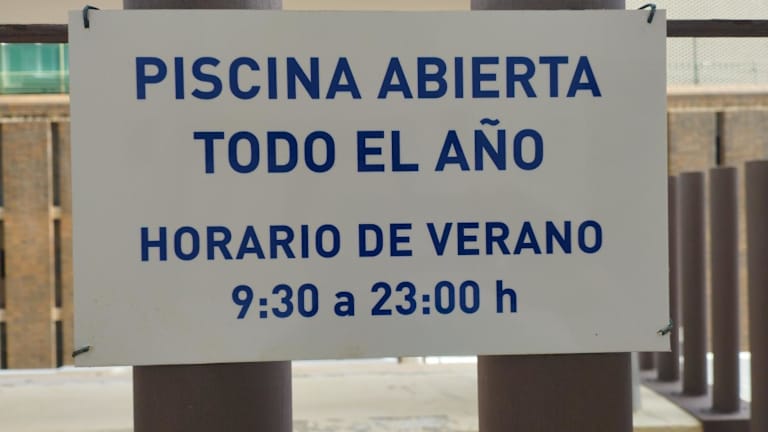 PISCINA ABIERTA
TODO EL AÑO
HORARIO DE VERANO
9:30 a 23:00 h